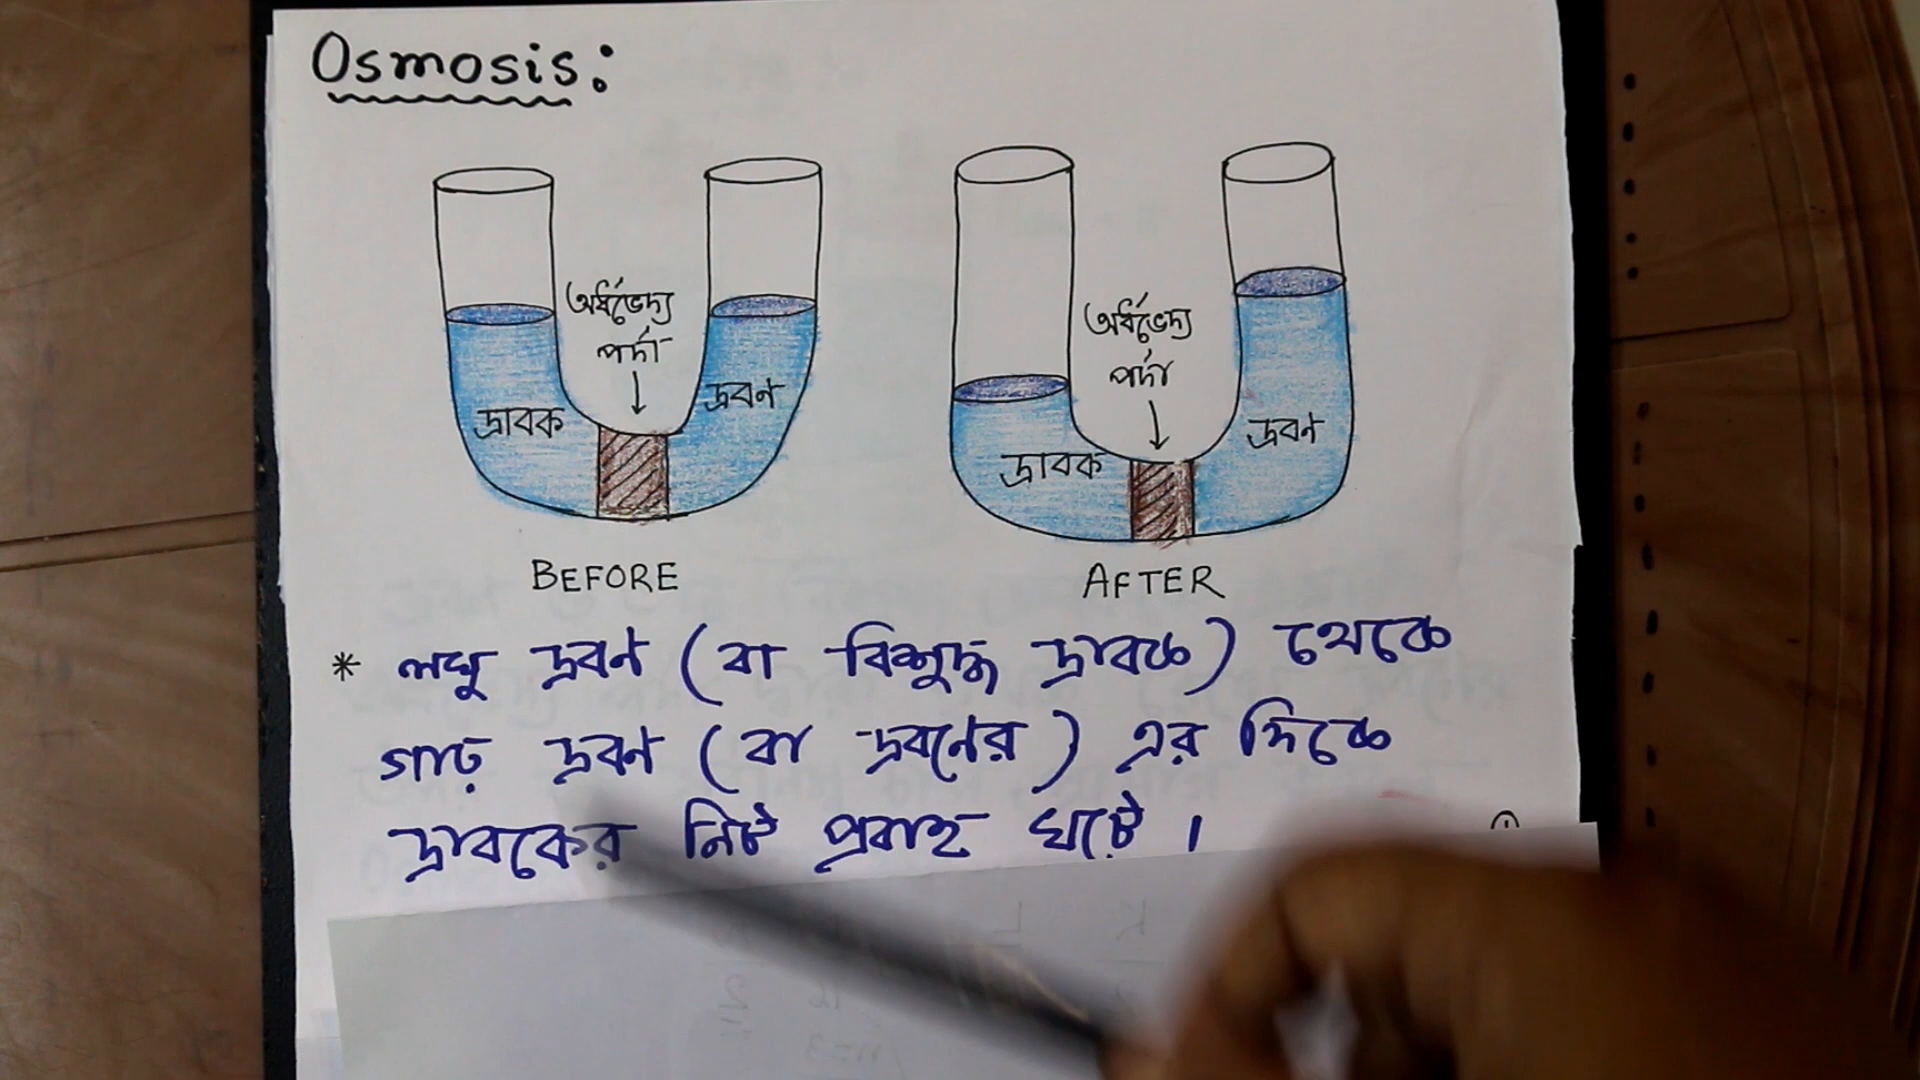 Osmosis:
অর্ধভেদ্য
পর্দা
দ্রাবক
দ্রবণ
BEFORE
অর্ধভেদ্য
পর্দা
দ্রাবক
দ্রবণ
AFTER
* লঘু দ্রবণ (বা বিশুদ্ধ দ্রাবক) থেকে
গাঢ় দ্রবণ (বা দ্রবনের) এর দিকে
দ্রাবকের নিট প্রবাহ ঘটে।